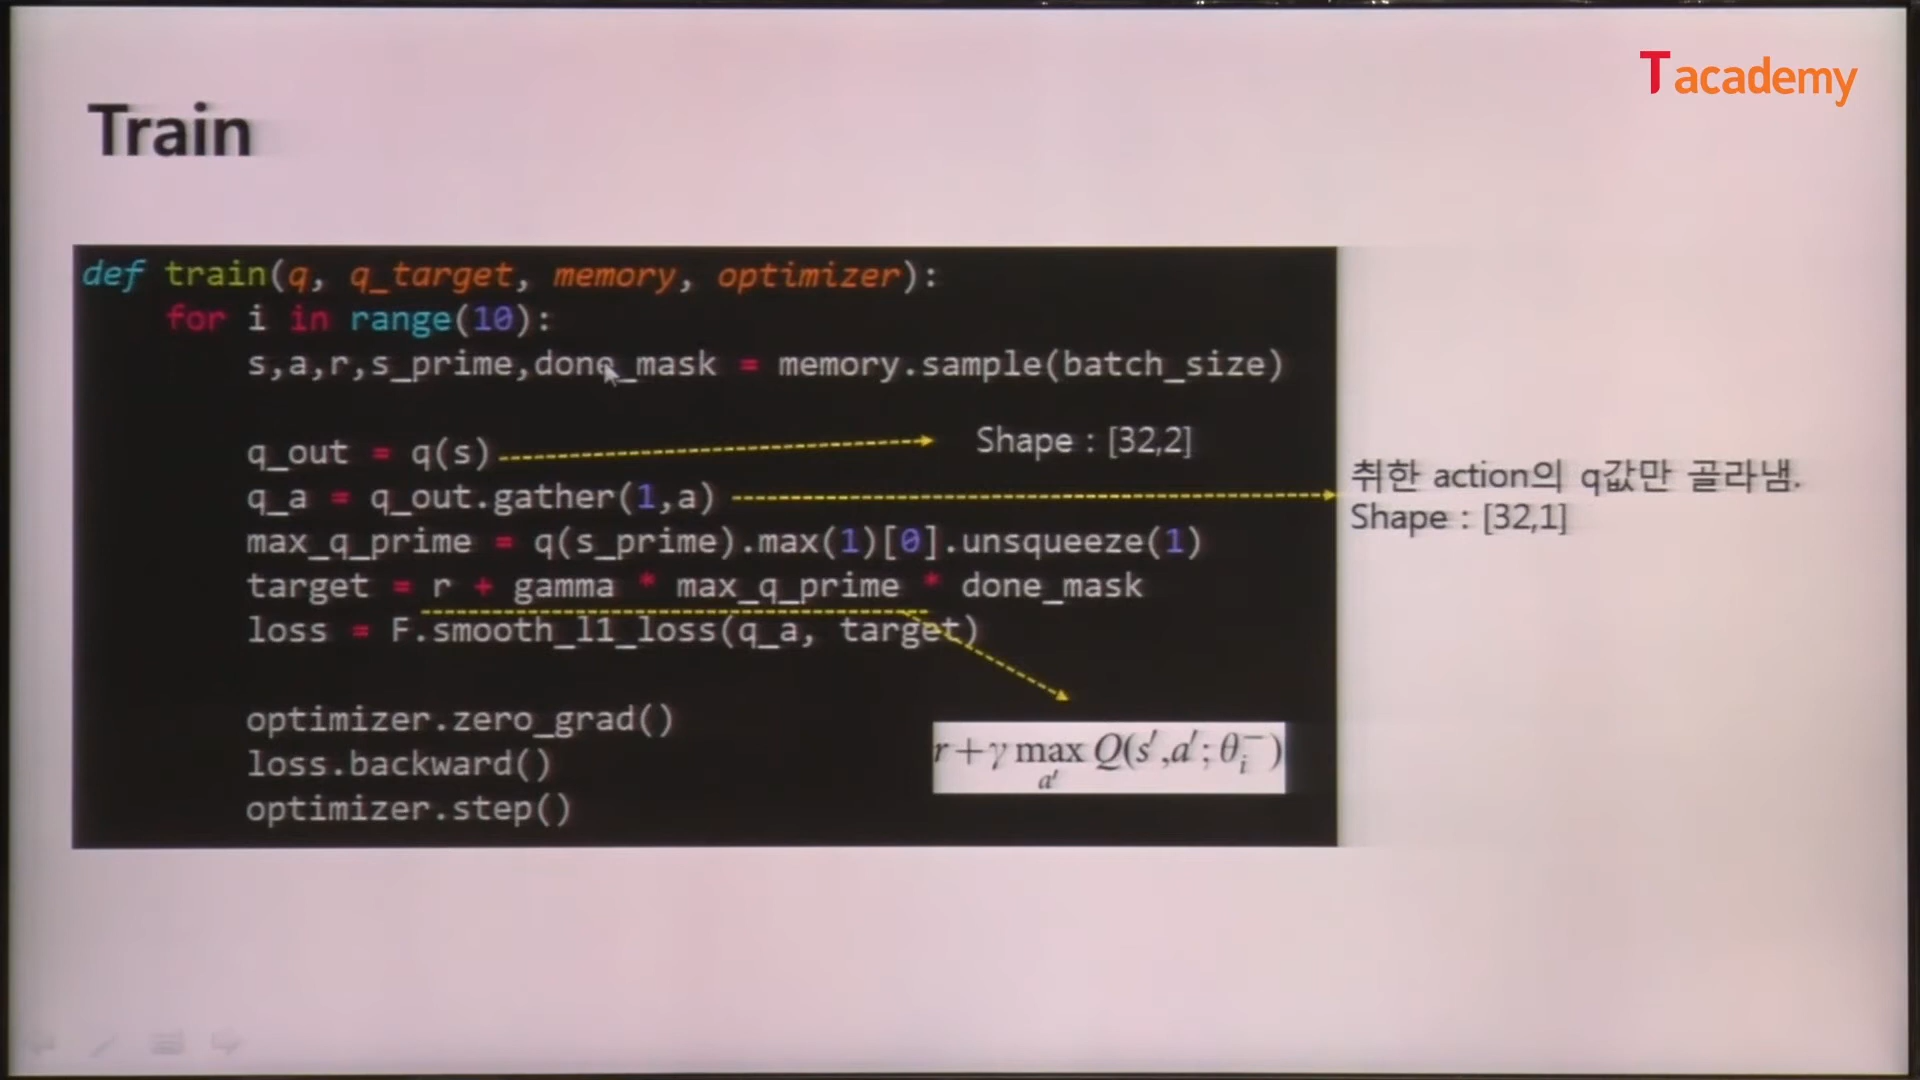 Tacademy
Train
def train(q, q_target, memory, optimizer):
for i in range(10):
s,a,r,s_prime,done_mask = memory.sample(batch_size)
q_out = q(s)
Shape : [32,2]
q_a = q_out.gather(1,a)
취한 action의 q값만 골라냄.
Shape : [32,1]
max_q_prime = q(s_prime).max(1)[0].unsqueeze(1)
target = r + gamma * max_q_prime * done_mask
loss = F.smooth_l1_loss(q_a, target)
optimizer.zero_grad()
loss.backward()
optimizer.step()
r+γ max Q(s′,a′;θᵢ⁻)
a′